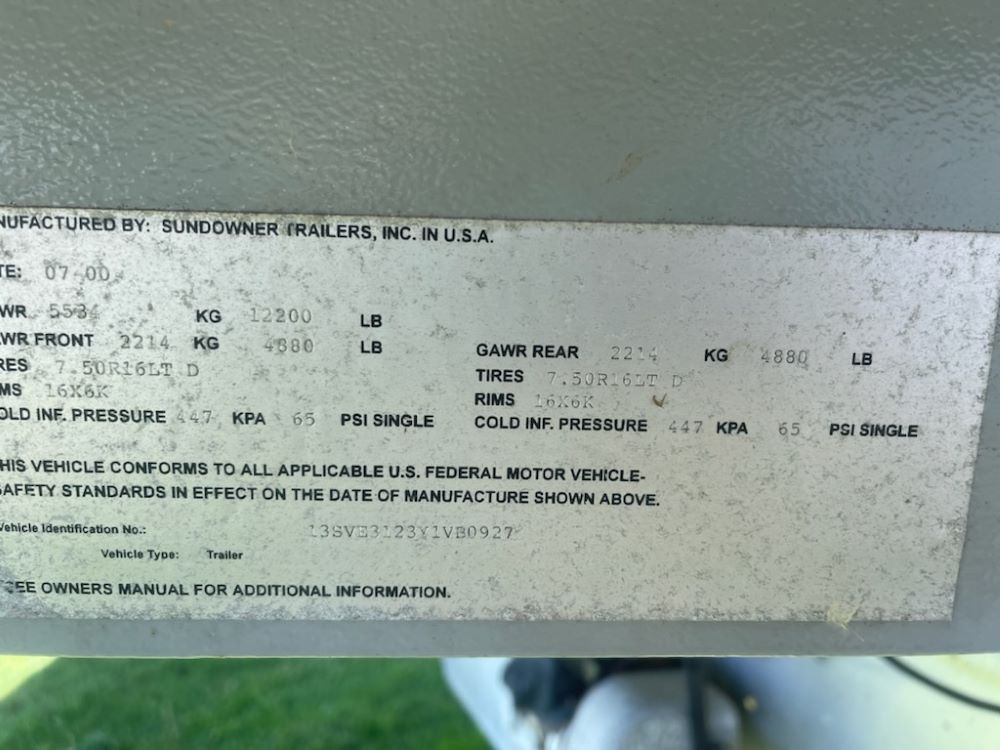 NUFACTURED BY: SUNDOWNER TRAILERS, INC. IN U.S.A.
TE: 07-00
WR 5534 KG 12200 LB
WR FRONT 2214 KG 4880 LB
GAWR REAR 2214 KG 4880 LB
RES 7.50R16LT D
TIRES 7.50R16LT D
MS 16X6K
RIMS 16X6K
OLD INF. PRESSURE 447 KPA 65 PSI SINGLE
COLD INF. PRESSURE 447 KPA 65 PSI SINGLE
HIS VEHICLE CONFORMS TO ALL APPLICABLE U.S. FEDERAL MOTOR VEHICLE-
SAFETY STANDARDS IN EFFECT ON THE DATE OF MANUFACTURE SHOWN ABOVE.
Vehicle Identification No.: 13SVE3123Y1VB0927
Vehicle Type: Trailer
SEE OWNERS MANUAL FOR ADDITIONAL INFORMATION.